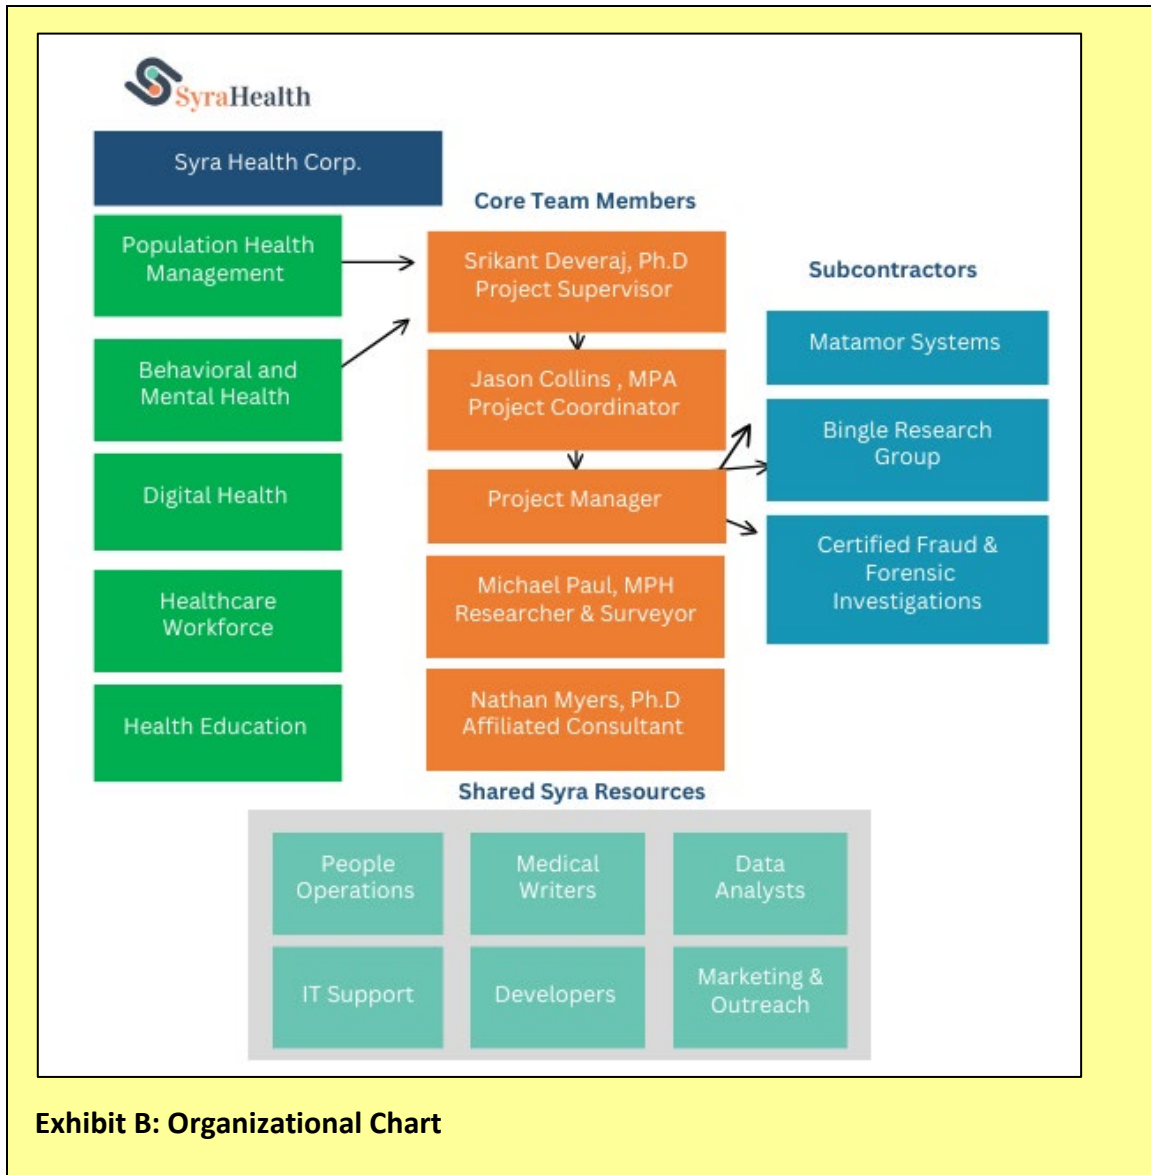 SyraHealth
Syra Health Corp.
Population Health
Management
Behavioral and
Mental Health
Digital Health
Healthcare
Workforce
Health Education
Core Team Members
Srikant Deveraj, Ph.D
Project Supervisor
Jason Collins , MPA
Project Coordinator
Project Manager
Michael Paul, MPH
Researcher & Surveyor
Nathan Myers, Ph.D
Affiliated Consultant
Subcontractors
Matamor Systems
Bingle Research
Group
Certified Fraud &
Forensic
Investigations
Shared Syra Resources
People
Operations
Medical
Writers
Data
Analysts
IT Support
Developers
Marketing &
Outreach
Exhibit B: Organizational Chart